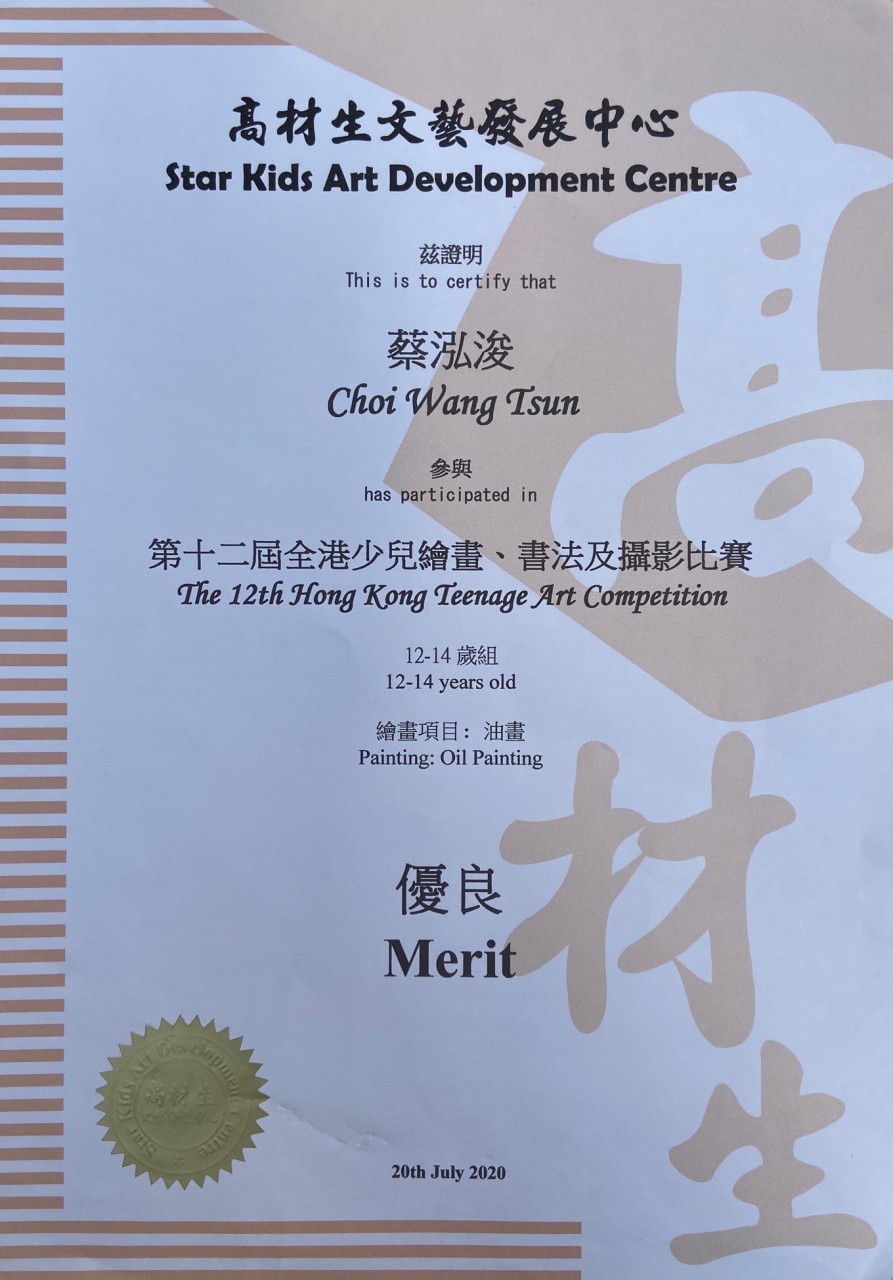 高材生文藝發展中心
Star Kids Art Development Centre
茲證明
This is to certify that
蔡泓浚
Choi Wang Tsun
參與
has participated in
第十二屆全港少兒繪畫、書法及攝影比賽
The 12th Hong Kong Teenage Art Competition
12-14 歲組
12-14 years old
繪畫項目：油畫
Painting: Oil Painting
優良
Merit
Star Kids Art Development Centre
高材生
20th July 2020
高材生